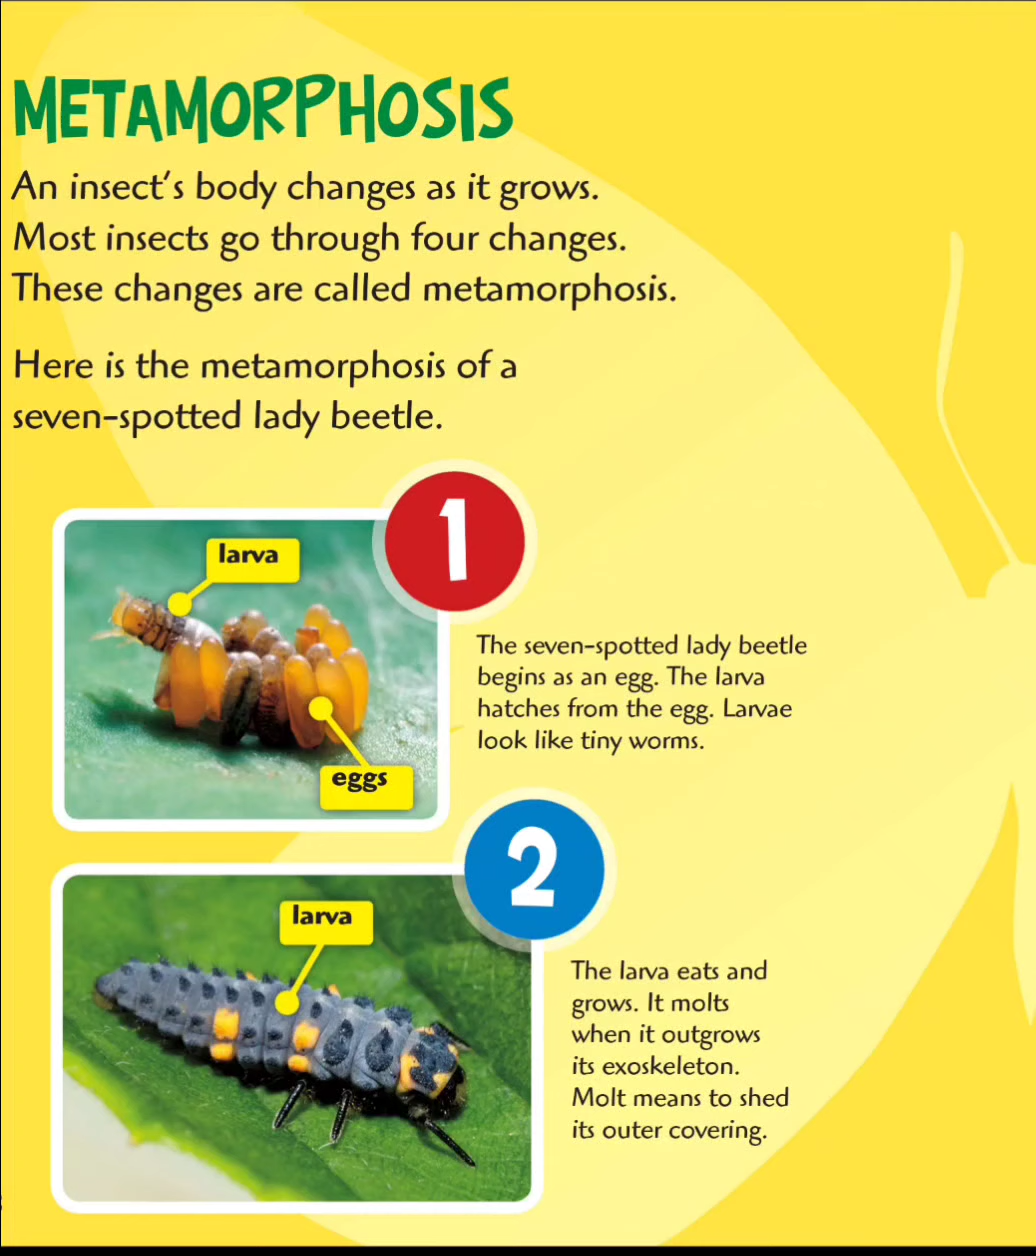 METAMORPHOSIS
An insect's body changes as it grows.
Most insects go through four changes.
These changes are called metamorphosis.
Here is the metamorphosis of a
seven-spotted lady beetle.
1
larva
eggs
The seven-spotted lady beetle
begins as an egg. The larva
hatches from the egg. Larvae
look like tiny worms.
2
larva
The larva eats and
grows. It molts
when it outgrows
its exoskeleton.
Molt means to shed
its outer covering.